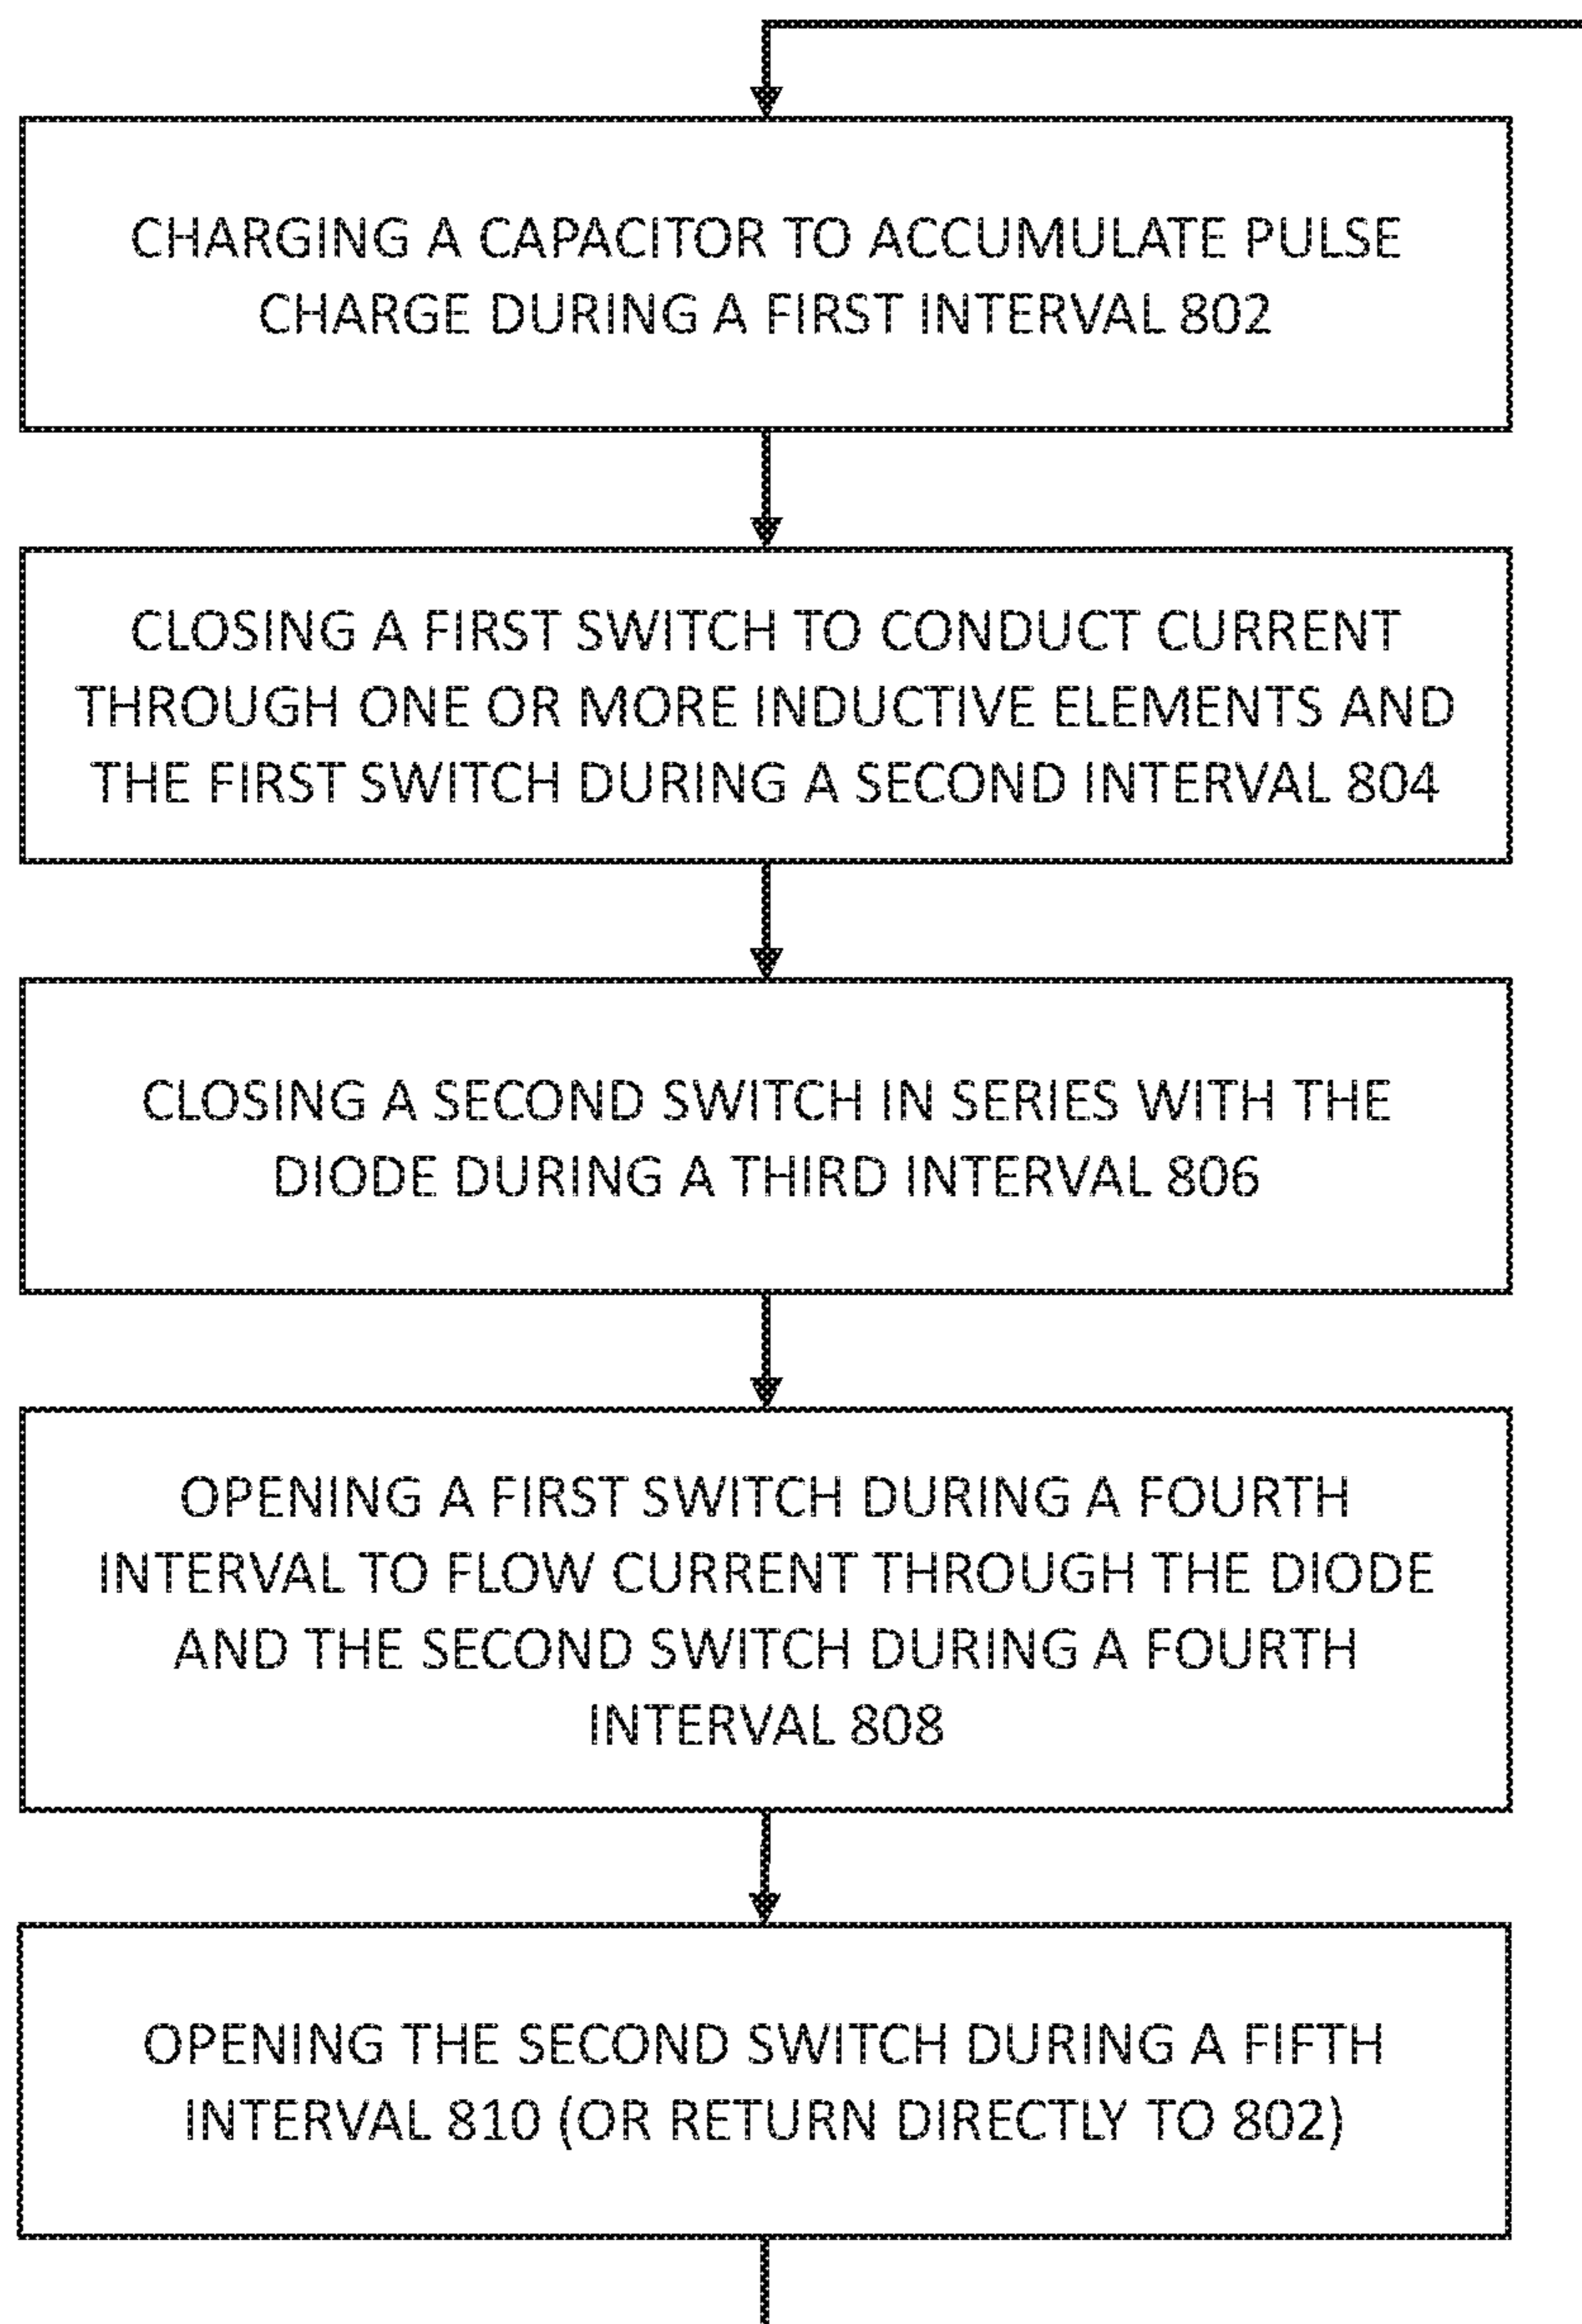 CHARGING A CAPACITOR TO ACCUMULATE PULSE
CHARGE DURING A FIRST INTERVAL 802
CLOSING A FIRST SWITCH TO CONDUCT CURRENT
THROUGH ONE OR MORE INDUCTIVE ELEMENTS AND
THE FIRST SWITCH DURING A SECOND INTERVAL 804
CLOSING A SECOND SWITCH IN SERIES WITH THE
DIODE DURING A THIRD INTERVAL 806
OPENING A FIRST SWITCH DURING A FOURTH
INTERVAL TO FLOW CURRENT THROUGH THE DIODE
AND THE SECOND SWITCH DURING A FOURTH
INTERVAL 808
OPENING THE SECOND SWITCH DURING A FIFTH
INTERVAL 810 (OR RETURN DIRECTLY TO 802)